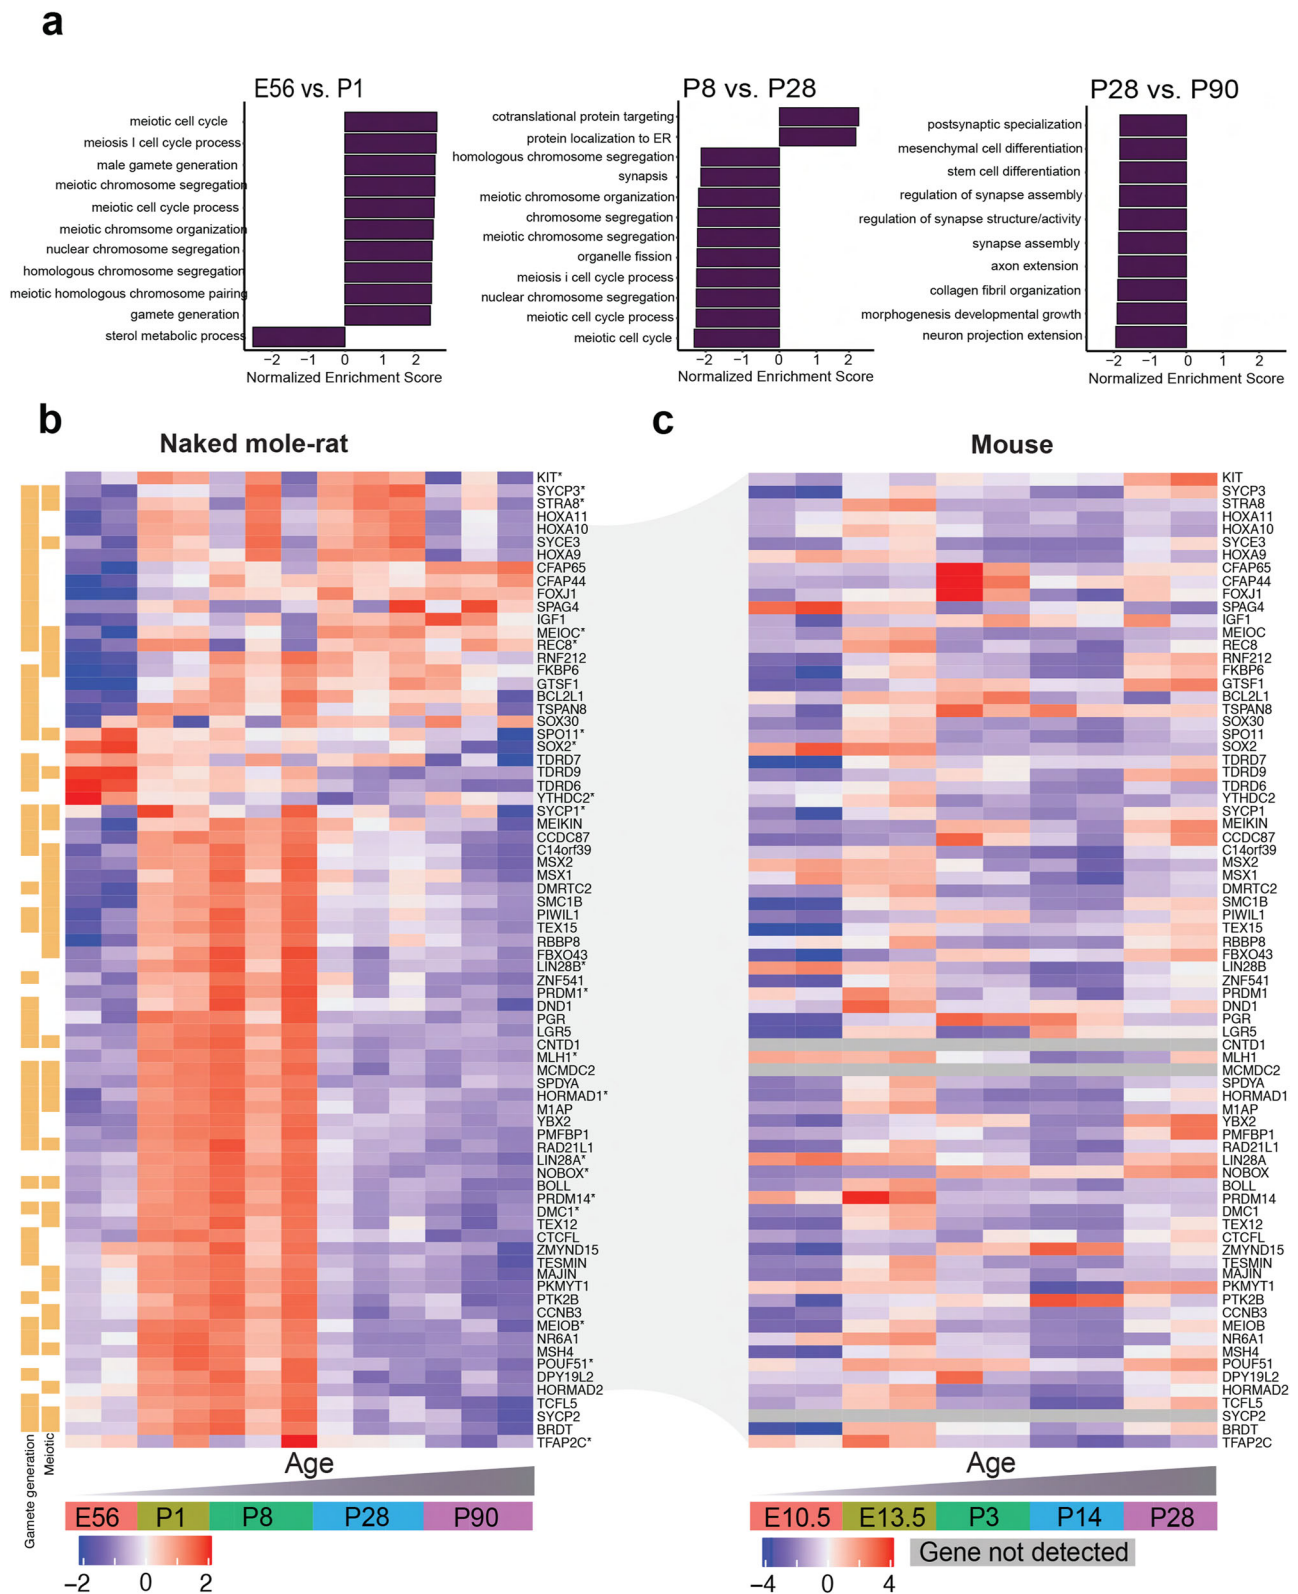 a
E56 vs. P1
meiotic cell cycle
meiosis I cell cycle process
male gamete generation
meiotic chromosome segregation
meiotic cell cycle process
meiotic chromsome organization
nuclear chromosome segregation
homologous chromosome segregation
meiotic homologous chromosome pairing
gamete generation
sterol metabolic process
−2 −1 0 1 2
Normalized Enrichment Score
P8 vs. P28
cotranslational protein targeting
protein localization to ER
homologous chromosome segregation
synapsis
meiotic chromosome organization
chromosome segregation
meiotic chromsome segregation
organelle fission
meiosis i cell cycle process
nuclear chromosome segregation
meiotic cell cycle process
meiotic cell cycle
−2 −1 0 1 2
Normalized Enrichment Score
P28 vs. P90
postsynaptic specialization
mesenchymal cell differentiation
stem cell differentiation
regulation of synapse assembly
regulation of synapse structure/activity
synapse assembly
axon extension
collagen fibril organization
morphogenesis developmental growth
neuron projection extension
−2 −1 0 1 2
Normalized Enrichment Score
b
Naked mole-rat
KIT*
SYCP3*
STRA8*
HOXA11
HOXA10
SYCE3
HOXA9
CFAP65
CFAP44
FOXJ1
SPAG4
IGF1
MEIOC*
REC8*
RNF212
FKBP6
GTSF1
BCL2L1
TSPAN8
SOX30
SPO11*
SOX2*
TDRD7
TDRD9
TDRD6
YTHDC2*
SYCP1*
MEIKIN
CCDC87
C14orf39
MSX2
MSX1
DMRTC2
SMC1B
PIWIL1
TEX15
RBBP8
FBXO43
LIN28B*
ZNF541
PRDM1*
DND1
PGR
LGR5
CNTD1
MLH1*
MCMDC2
SPDYA
HORMAD1*
M1AP
YBX2
PMFBP1
RAD21L1
LIN28A*
NOBOX*
BOLL
PRDM14*
DMC1*
TEX12
CTCFL
ZMYND15
TESMIN
MAJIN
PKMYT1
PTK2B
CCNB3
MEIOB*
NR6A1
MSH4
POUF51*
DPY19L2
HORMAD2
TCFL5
SYCP2
BRDT
TFAP2C*
Gamete generation
Meiotic
Age
E56 P1 P8 P28 P90
−2 0 2
c
Mouse
KIT
SYCP3
STRA8
HOXA11
HOXA10
SYCE3
HOXA9
CFAP65
CFAP44
FOXJ1
SPAG4
IGF1
MEIOC
REC8
RNF212
FKBP6
GTSF1
BCL2L1
TSPAN8
SOX30
SPO11
SOX2
TDRD7
TDRD9
TDRD6
YTHDC2
SYCP1
MEIKIN
CCDC87
C14orf39
MSX2
MSX1
DMRTC2
SMC1B
PIWIL1
TEX15
RBBP8
FBXO43
LIN28B
ZNF541
PRDM1
DND1
PGR
LGR5
CNTD1
MLH1
MCMDC2
SPDYA
HORMAD1
M1AP
YBX2
PMFBP1
RAD21L1
LIN28A
NOBOX
BOLL
PRDM14
DMC1
TEX12
CTCFL
ZMYND15
TESMIN
MAJIN
PKMYT1
PTK2B
CCNB3
MEIOB
NR6A1
MSH4
POUF51
DPY19L2
HORMAD2
TCFL5
SYCP2
BRDT
TFAP2C
Age
E10.5 E13.5 P3 P14 P28
−4 0 4
Gene not detected